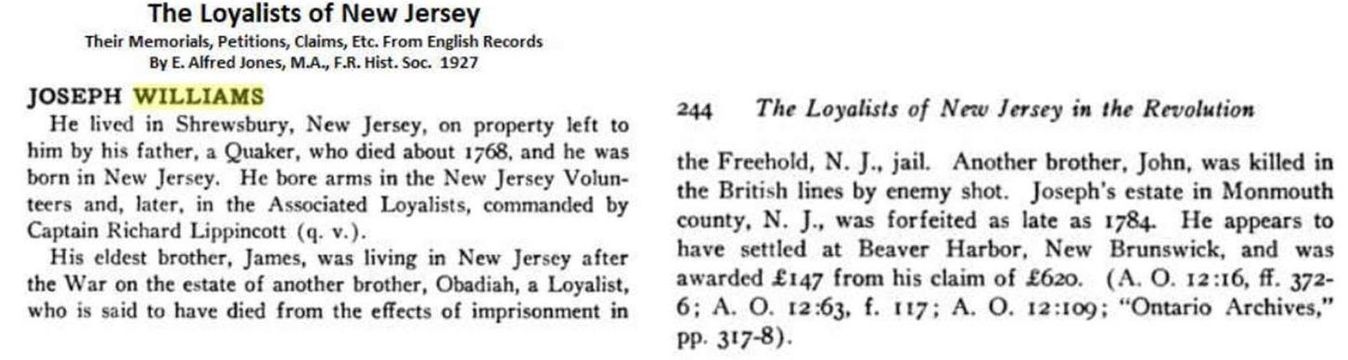 The Loyalists of New Jersey
Their Memorials, Petitions, Claims, Etc. From English Records
By E. Alfred Jones, M.A., F.R. Hist. Soc. 1927
JOSEPH WILLIAMS
He lived in Shrewsbury, New Jersey, on property left to
him by his father, a Quaker, who died about 1768, and he was
born in New Jersey. He bore arms in the New Jersey Volun-
teers and, later, in the Associated Loyalists, commanded by
Captain Richard Lippincott (q. v.).
His eldest brother, James, was living in New Jersey after
the War on the estate of another brother, Obadiah, a Loyalist,
who is said to have died from the effects of imprisonment in
244 The Loyalists of New Jersey in the Revolution
the Freehold, N. J., jail. Another brother, John, was killed in
the British lines by enemy shot. Joseph's estate in Monmouth
county, N. J., was forfeited as late as 1784. He appears to
have settled at Beaver Harbor, New Brunswick, and was
awarded £147 from his claim of £620. (A. O. 12:16, ff. 372-
6; A. O. 12:63, f. 117; A. O. 12:109; "Ontario Archives,"
pp. 317-8).